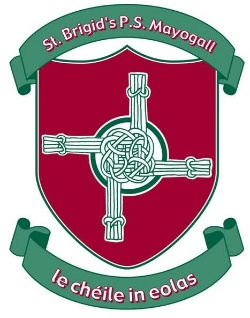 St. Brigid's P.S. Mayogall
le chéile in eolas